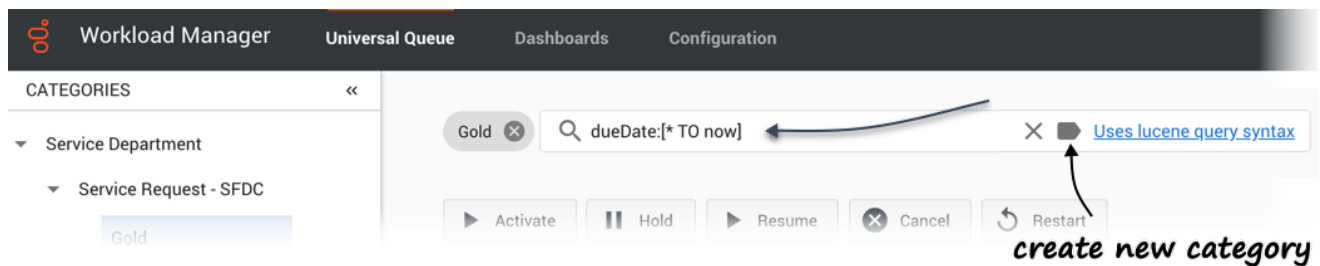 Workload Manager Universal Queue Dashboards Configuration
CATEGORIES «
Gold dueDate:[* TO now] Uses lucene query syntax
Service Department
Service Request - SFDC
Gold
Activate Hold Resume Cancel Restart
create new category